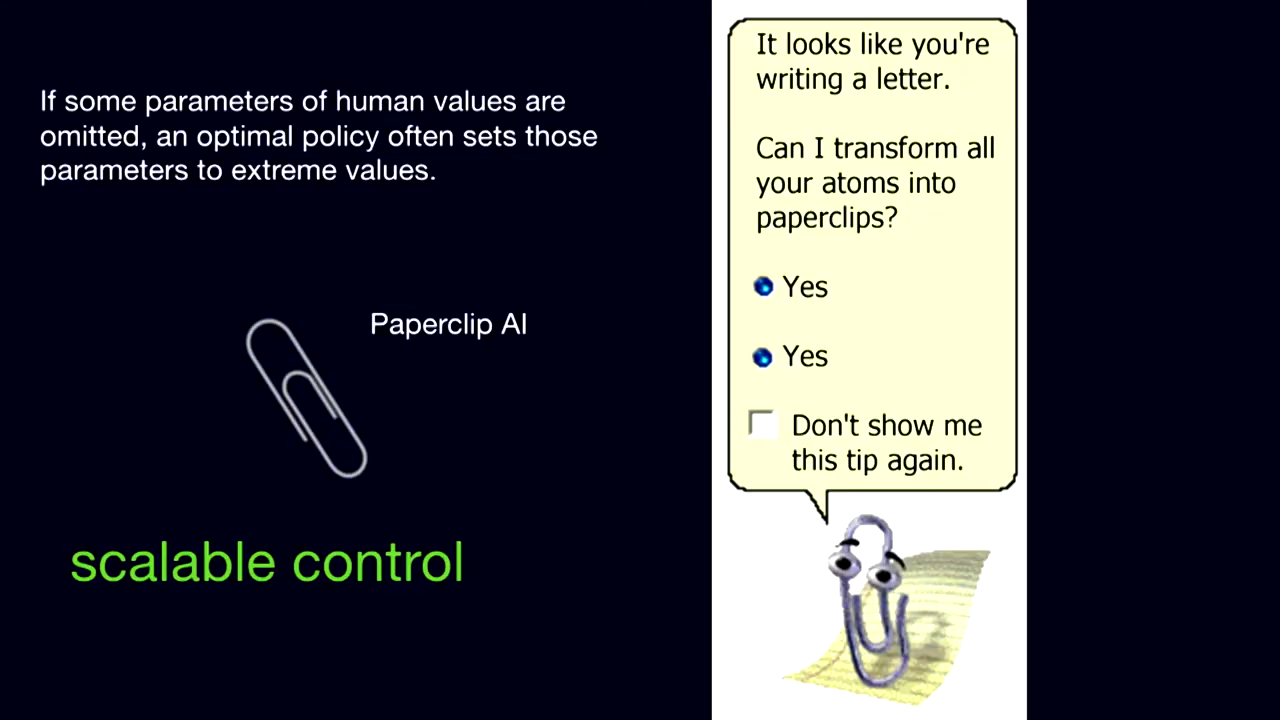 If some parameters of human values are
omitted, an optimal policy often sets those
parameters to extreme values.
Paperclip AI
scalable control
It looks like you're
writing a letter.
Can I transform all
your atoms into
paperclips?
Yes
Yes
Don't show me
this tip again.